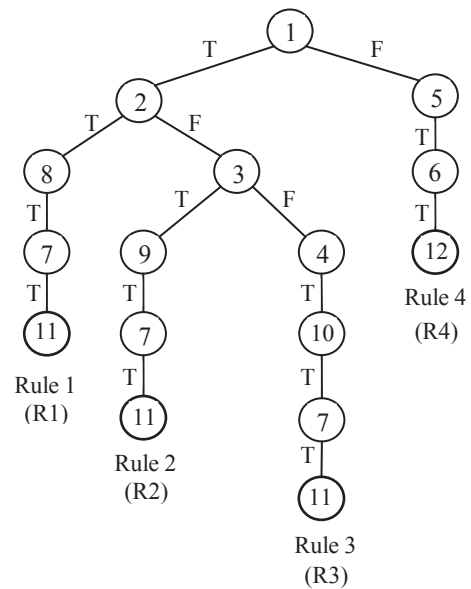 1
T F
2 5
T F T
8 3 6
T T F T
7 9 4 12
T T T Rule 4
11 7 10 (R4)
Rule 1 T T
(R1) 11 7
Rule 2 T
(R2) 11
Rule 3
(R3)